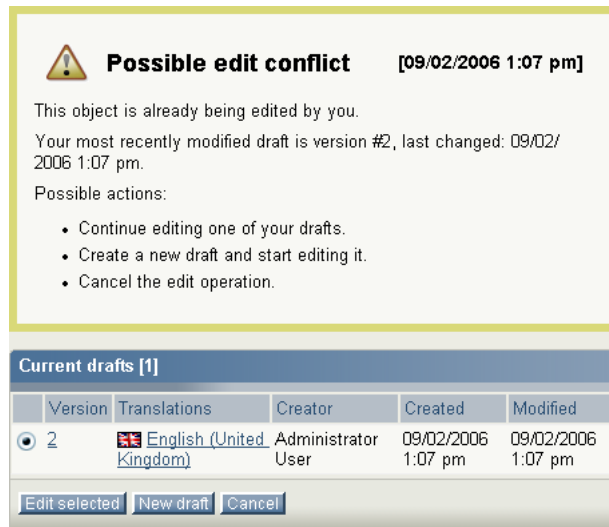 Possible edit conflict [09/02/2006 1:07 pm]
This object is already being edited by you.
Your most recently modified draft is version #2, last changed: 09/02/
2006 1:07 pm.
Possible actions:
• Continue editing one of your drafts.
• Create a new draft and start editing it.
• Cancel the edit operation.
Current drafts [1]
Version Translations Creator Created Modified
2 English (United Administrator 09/02/2006 09/02/2006
Kingdom) User 1:07 pm 1:07 pm
Edit selected New draft Cancel